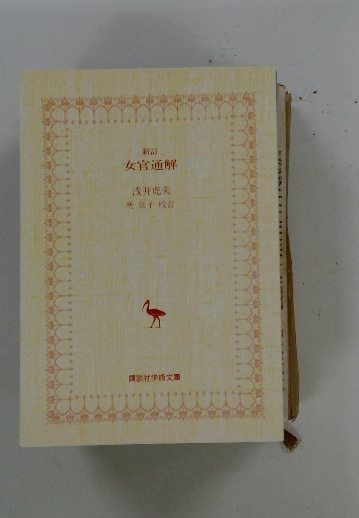 新訂
女官通解
浅井虎夫
所 京子 校訂
講談社学術文庫